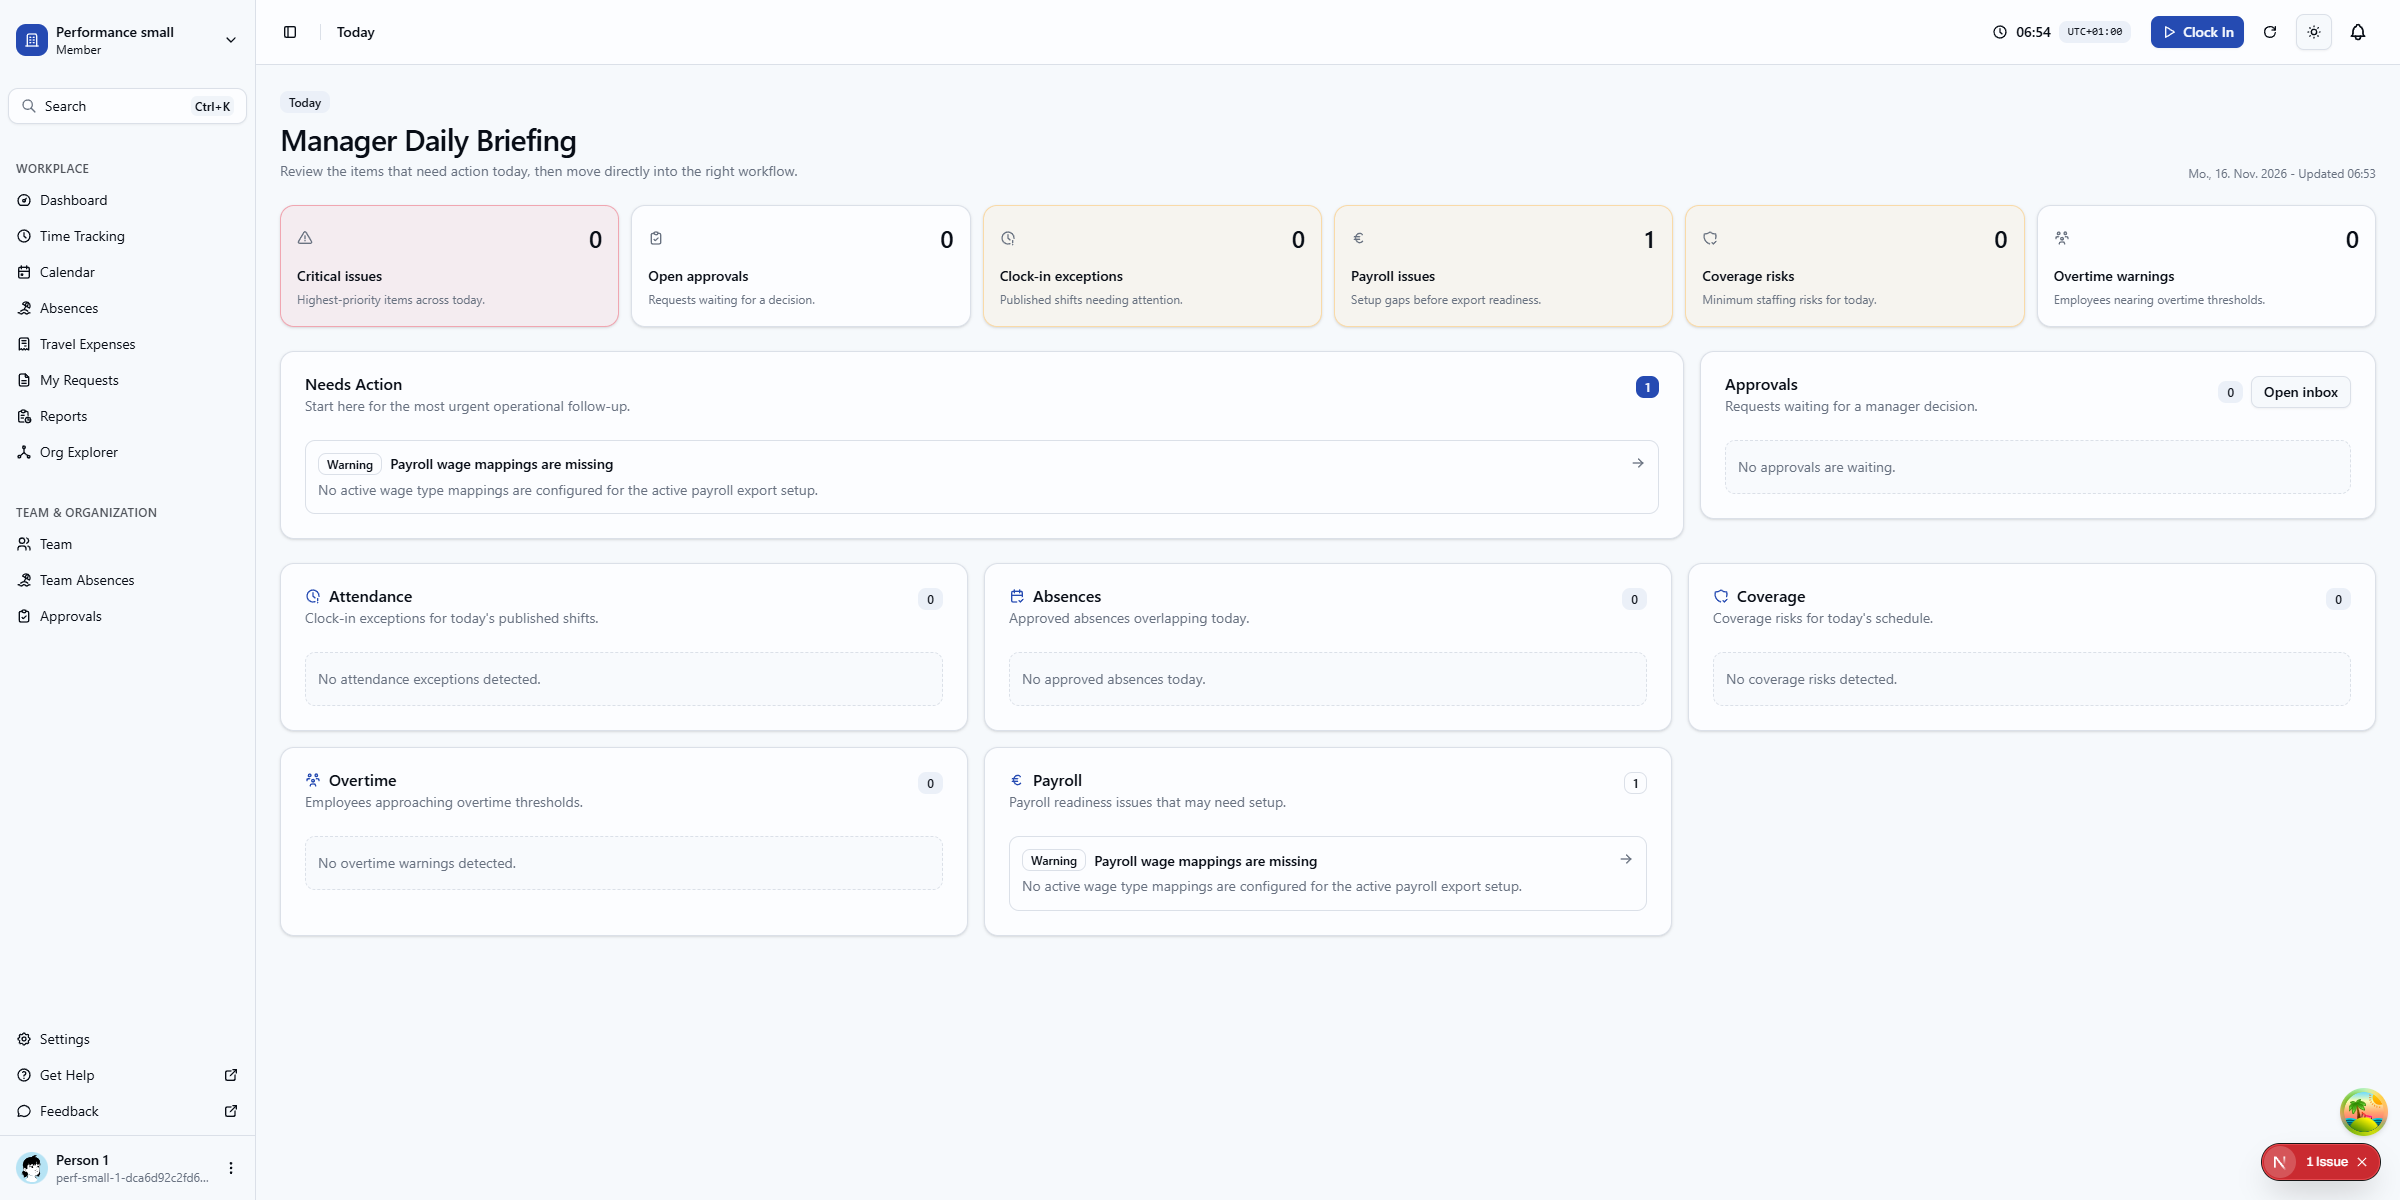 Performance small
Member
Search
Ctrl+K
WORKPLACE
Dashboard
Time Tracking
Calendar
Absences
Travel Expenses
My Requests
Reports
Org Explorer
TEAM & ORGANIZATION
Team
Team Absences
Approvals
Settings
Get Help
Feedback
Person 1
perf-small-1-dca6d92c2fd6...
Today
06:54
UTC+01:00
Clock In
Today
Manager Daily Briefing
Review the items that need action today, then move directly into the right workflow.
Mo., 16. Nov. 2026 - Updated 06:53
0
Critical issues
Highest-priority items across today.
0
Open approvals
Requests waiting for a decision.
0
Clock-in exceptions
Published shifts needing attention.
€
1
Payroll issues
Setup gaps before export readiness.
0
Coverage risks
Minimum staffing risks for today.
0
Overtime warnings
Employees nearing overtime thresholds.
Needs Action
1
Start here for the most urgent operational follow-up.
Warning Payroll wage mappings are missing
No active wage type mappings are configured for the active payroll export setup.
Approvals
Requests waiting for a manager decision.
0
Open inbox
No approvals are waiting.
Attendance
0
Clock-in exceptions for today's published shifts.
No attendance exceptions detected.
Absences
0
Approved absences overlapping today.
No approved absences today.
Coverage
0
Coverage risks for today's schedule.
No coverage risks detected.
Overtime
0
Employees approaching overtime thresholds.
No overtime warnings detected.
€ Payroll
1
Payroll readiness issues that may need setup.
Warning Payroll wage mappings are missing
No active wage type mappings are configured for the active payroll export setup.
N 1 Issue